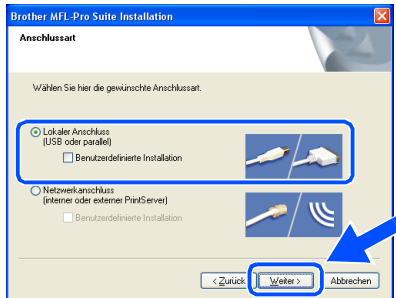 Brother MFL-Pro Suite Installation
Anschlussart
Wählen Sie hier die gewünschte Anschlussart.
Lokaler Anschluss
(USB oder parallel)
Benutzerdefinierte Installation
Netzwerkanschluss
(interner oder externer PrintServer)
Benutzerdefinierte Installation
< Zurück Weiter > Abbrechen